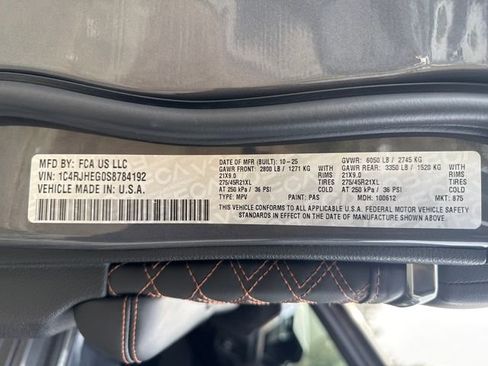 MFD BY: FCA US LLC
VIN: 1C4RJHEG0S8784192
VEHICLE MADE IN U.S.A.
DATE OF MFR (BUILT): 10-25 GVWR: 6050 LB / 2745 KG
GAWR FRONT: 2800 LB / 1271 KG WITH GAWR REAR: 3350 LB / 1520 KG WITH
21X9.0 RIMS 21X9.0 RIMS
275/45R21XL TIRES 275/45R21XL TIRES
AT 250 kPa / 36 PSI COLD AT 250 kPa / 36 PSI COLD
TYPE: MPV PAINT: PAS MDH: 100612 MKT: 875
THIS VEHICLE CONFORMS TO ALL APPLICABLE U.S.A. FEDERAL MOTOR VEHICLE SAFETY
STANDARDS IN EFFECT ON THE DATE OF MANUFACTURE SHOWN ABOVE.